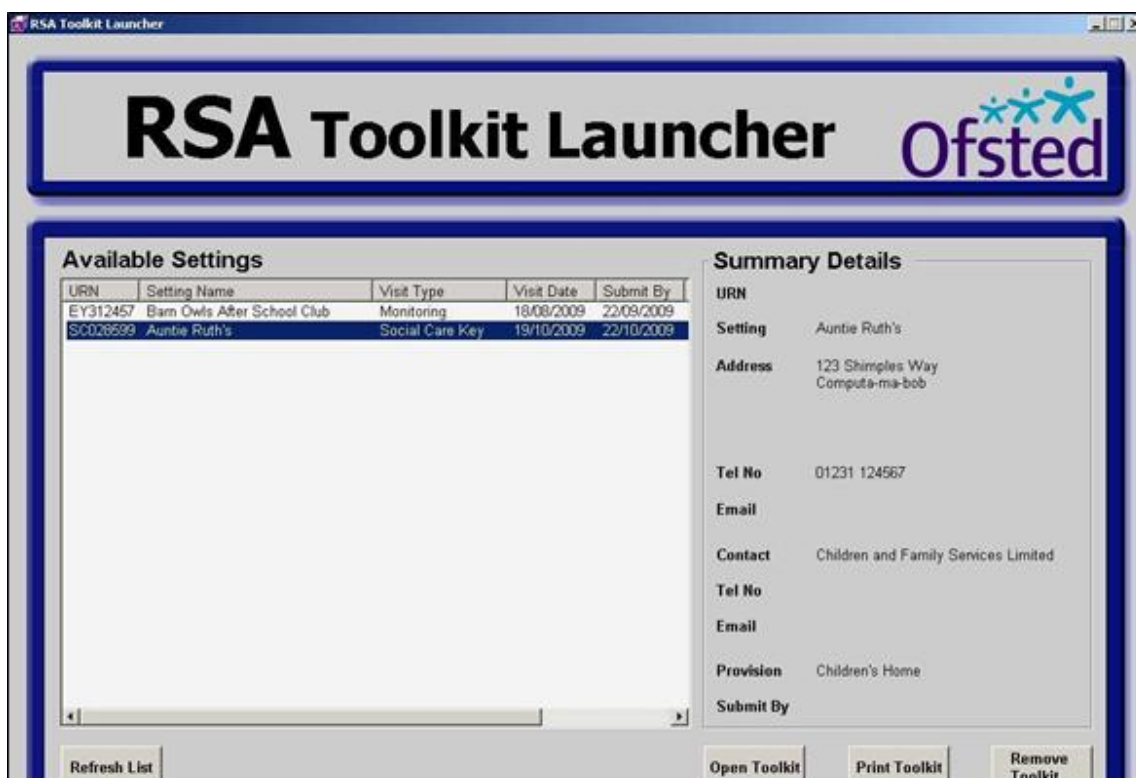 RSA Toolkit Launcher
RSA Toolkit Launcher
Ofsted
Available Settings
URN Setting Name Visit Type Visit Date Submit By
EY312457 Barn Owls After School Club Monitoring 18/08/2009 22/09/2009
SC028599 Auntie Ruth's Social Care Key 19/10/2009 22/10/2009
Summary Details
URN
Setting Auntie Ruth's
Address 123 Shimples Way
Computa-ma-bob
Tel No 01231 124567
Email
Contact Children and Family Services Limited
Tel No
Email
Provision Children's Home
Submit By
Refresh List
Open Toolkit
Print Toolkit
Remove
Toolkit